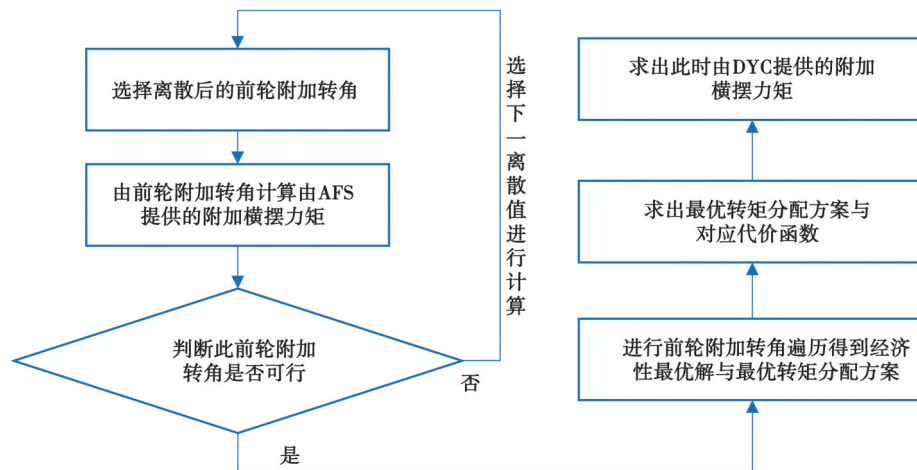 选择离散后的前轮附加转角
由前轮附加转角计算由AFS
提供的附加横摆力矩
判断此前轮附加
转角是否可行
否
是
选择下一离散值进行计算
求出此时由DYC提供的附加
横摆力矩
求出最优转矩分配方案与
对应代价函数
进行前轮附加转角遍历得到经济
性最优解与最优转矩分配方案